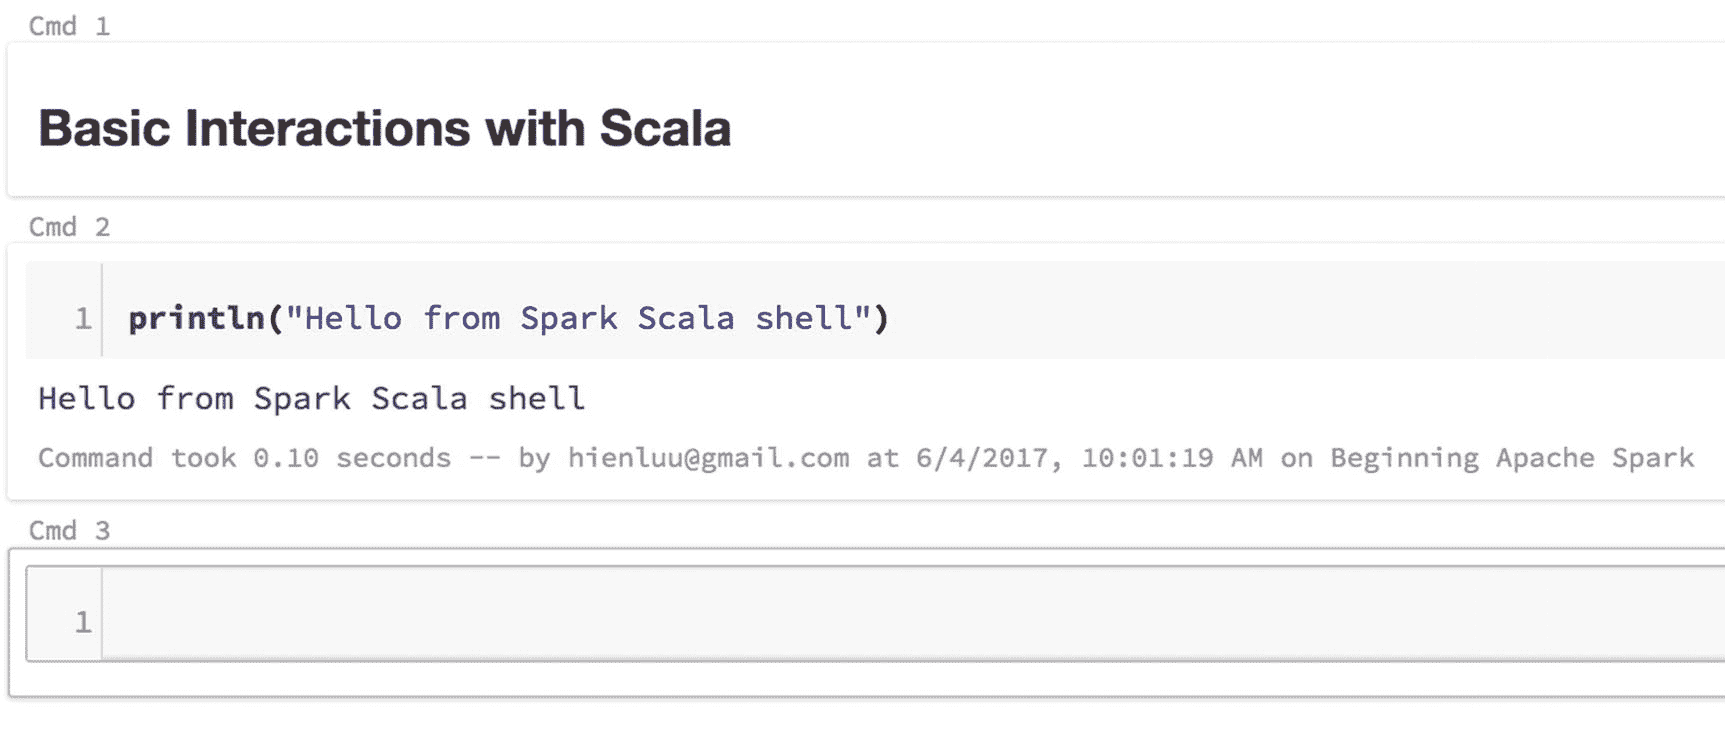 Cmd 1
Basic Interactions with Scala
Cmd 2
1 println("Hello from Spark Scala shell")
Hello from Spark Scala shell
Command took 0.10 seconds -- by hienluu@gmail.com at 6/4/2017, 10:01:19 AM on Beginning Apache Spark
Cmd 3
1